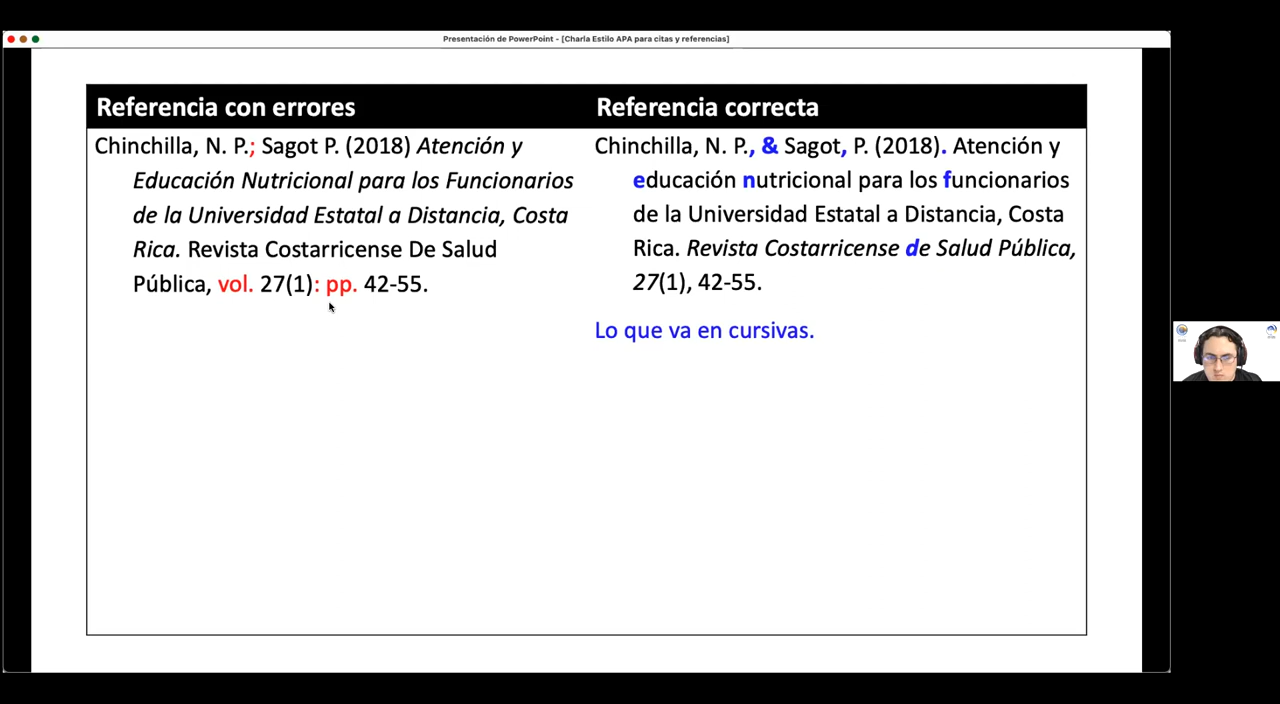 Presentación de PowerPoint - [Charla Estilo APA para citas y referencias]
Referencia con errores
Chinchilla, N. P.; Sagot P. (2018) Atención y
Educación Nutricional para los Funcionarios
de la Universidad Estatal a Distancia, Costa
Rica. Revista Costarricense De Salud
Pública, vol. 27(1): pp. 42-55.
Referencia correcta
Chinchilla, N. P., & Sagot, P. (2018). Atención y
educación nutricional para los funcionarios
de la Universidad Estatal a Distancia, Costa
Rica. Revista Costarricense de Salud Pública,
27(1), 42-55.
Lo que va en cursivas.